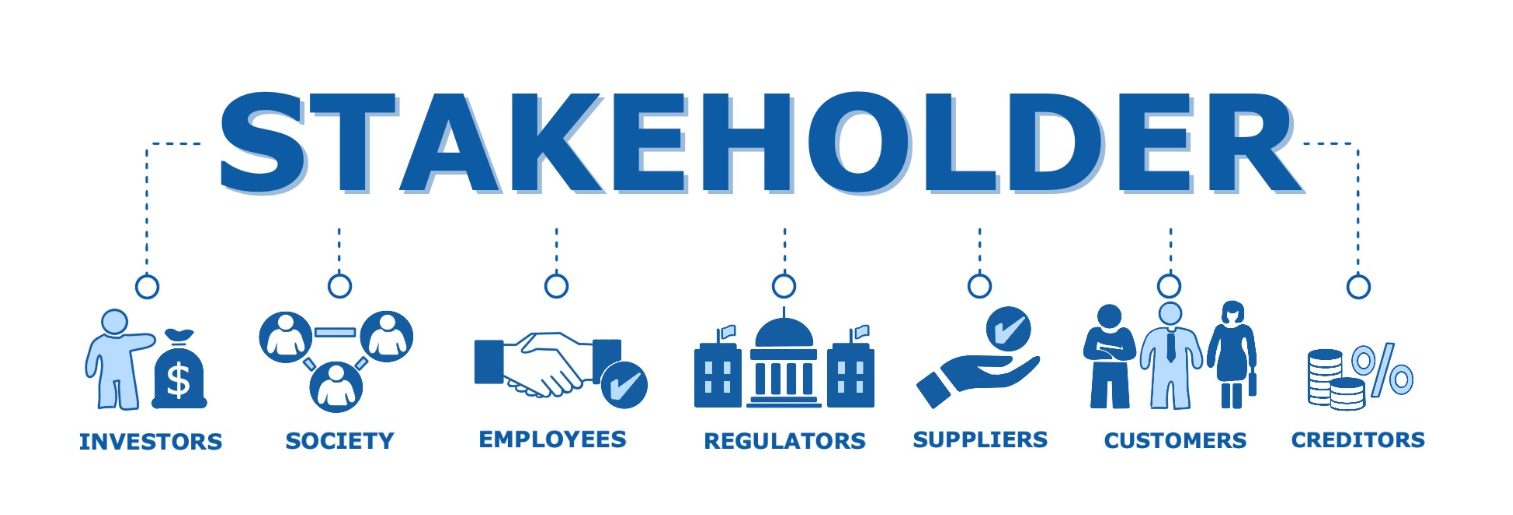 STAKEHOLDER
$
%
INVESTORS
SOCIETY
EMPLOYEES
REGULATORS
SUPPLIERS
CUSTOMERS
CREDITORS